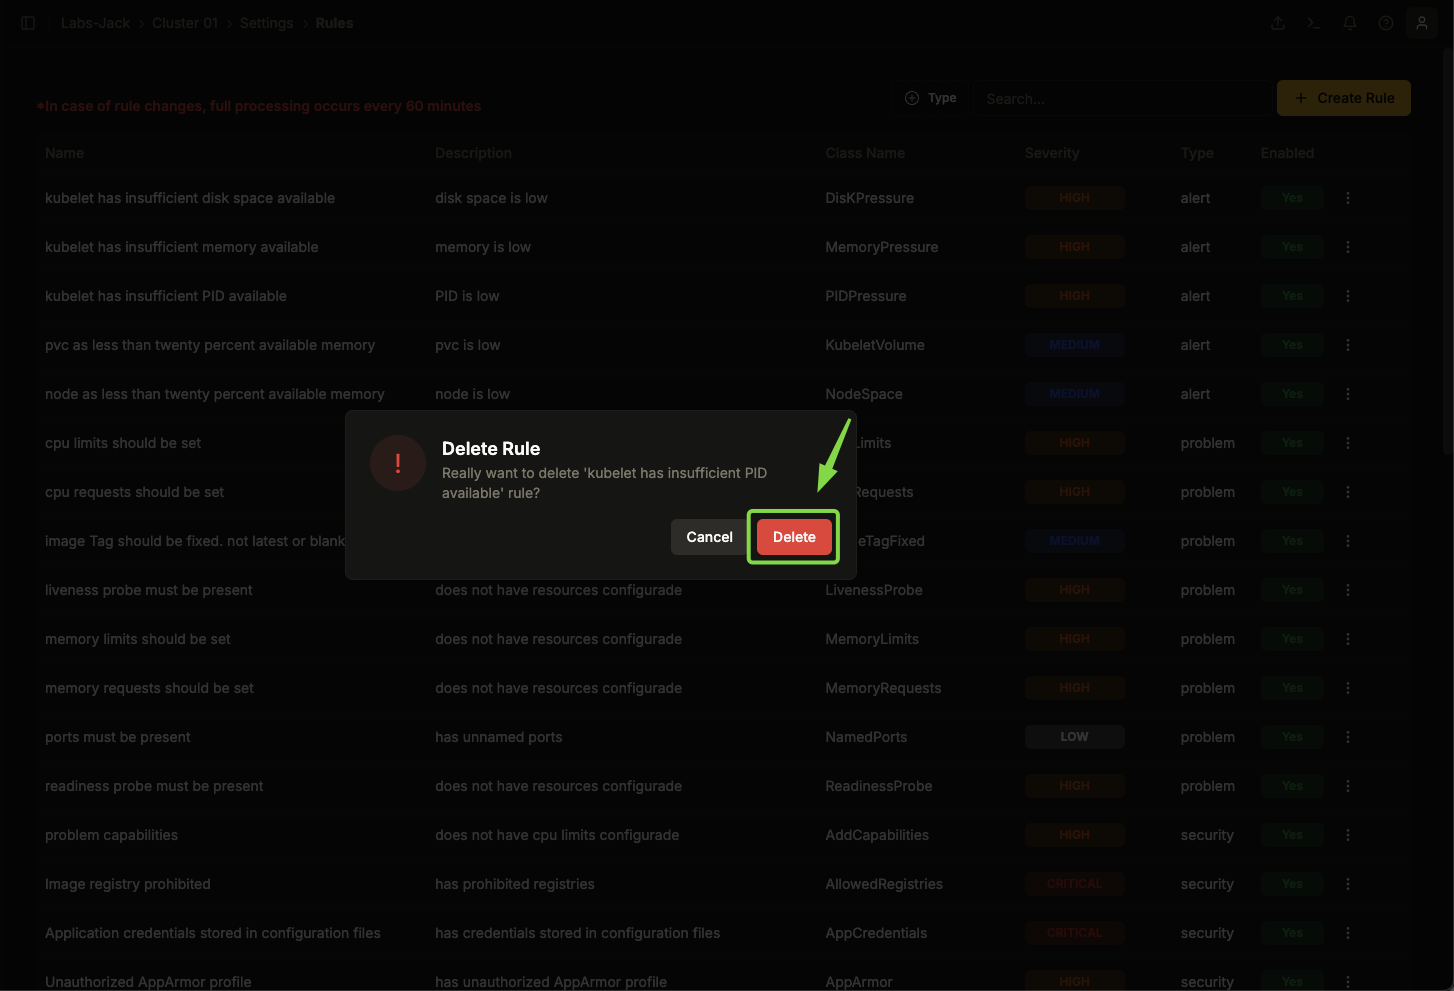 Labs-Jack > Cluster 01 > Settings > Rules
*In case of rule changes, full processing occurs every 60 minutes
Type Search... + Create Rule
Name Description Class Name Severity Type Enabled
kubelet has insufficient disk space available disk space is low DisKPressure HIGH alert Yes
kubelet has insufficient memory available memory is low MemoryPressure HIGH alert Yes
kubelet has insufficient PID available PID is low PIDPressure HIGH alert Yes
pvc as less than twenty percent available memory pvc is low KubeletVolume MEDIUM alert Yes
node as less than twenty percent available memory node is low NodeSpace MEDIUM alert Yes
cpu limits should be set imits HIGH problem Yes
cpu requests should be set Requests HIGH problem Yes
image Tag should be fixed. not latest or blank eTagFixed MEDIUM problem Yes
Delete Rule
Really want to delete 'kubelet has insufficient PID
available' rule?
Cancel Delete
liveness probe must be present does not have resources configurade LivenessProbe HIGH problem Yes
memory limits should be set does not have resources configurade MemoryLimits HIGH problem Yes
memory requests should be set does not have resources configurade MemoryRequests HIGH problem Yes
ports must be present has unnamed ports NamedPorts LOW problem Yes
readiness probe must be present does not have resources configurade ReadinessProbe HIGH problem Yes
problem capabilities does not have cpu limits configurade AddCapabilities HIGH security Yes
Image registry prohibited has prohibited registries AllowedRegistries CRITICAL security Yes
Application credentials stored in configuration files has credentials stored in configuration files AppCredentials CRITICAL security Yes
Unauthorized AppArmor profile has unauthorized AppArmor profile AppArmor HIGH security Yes